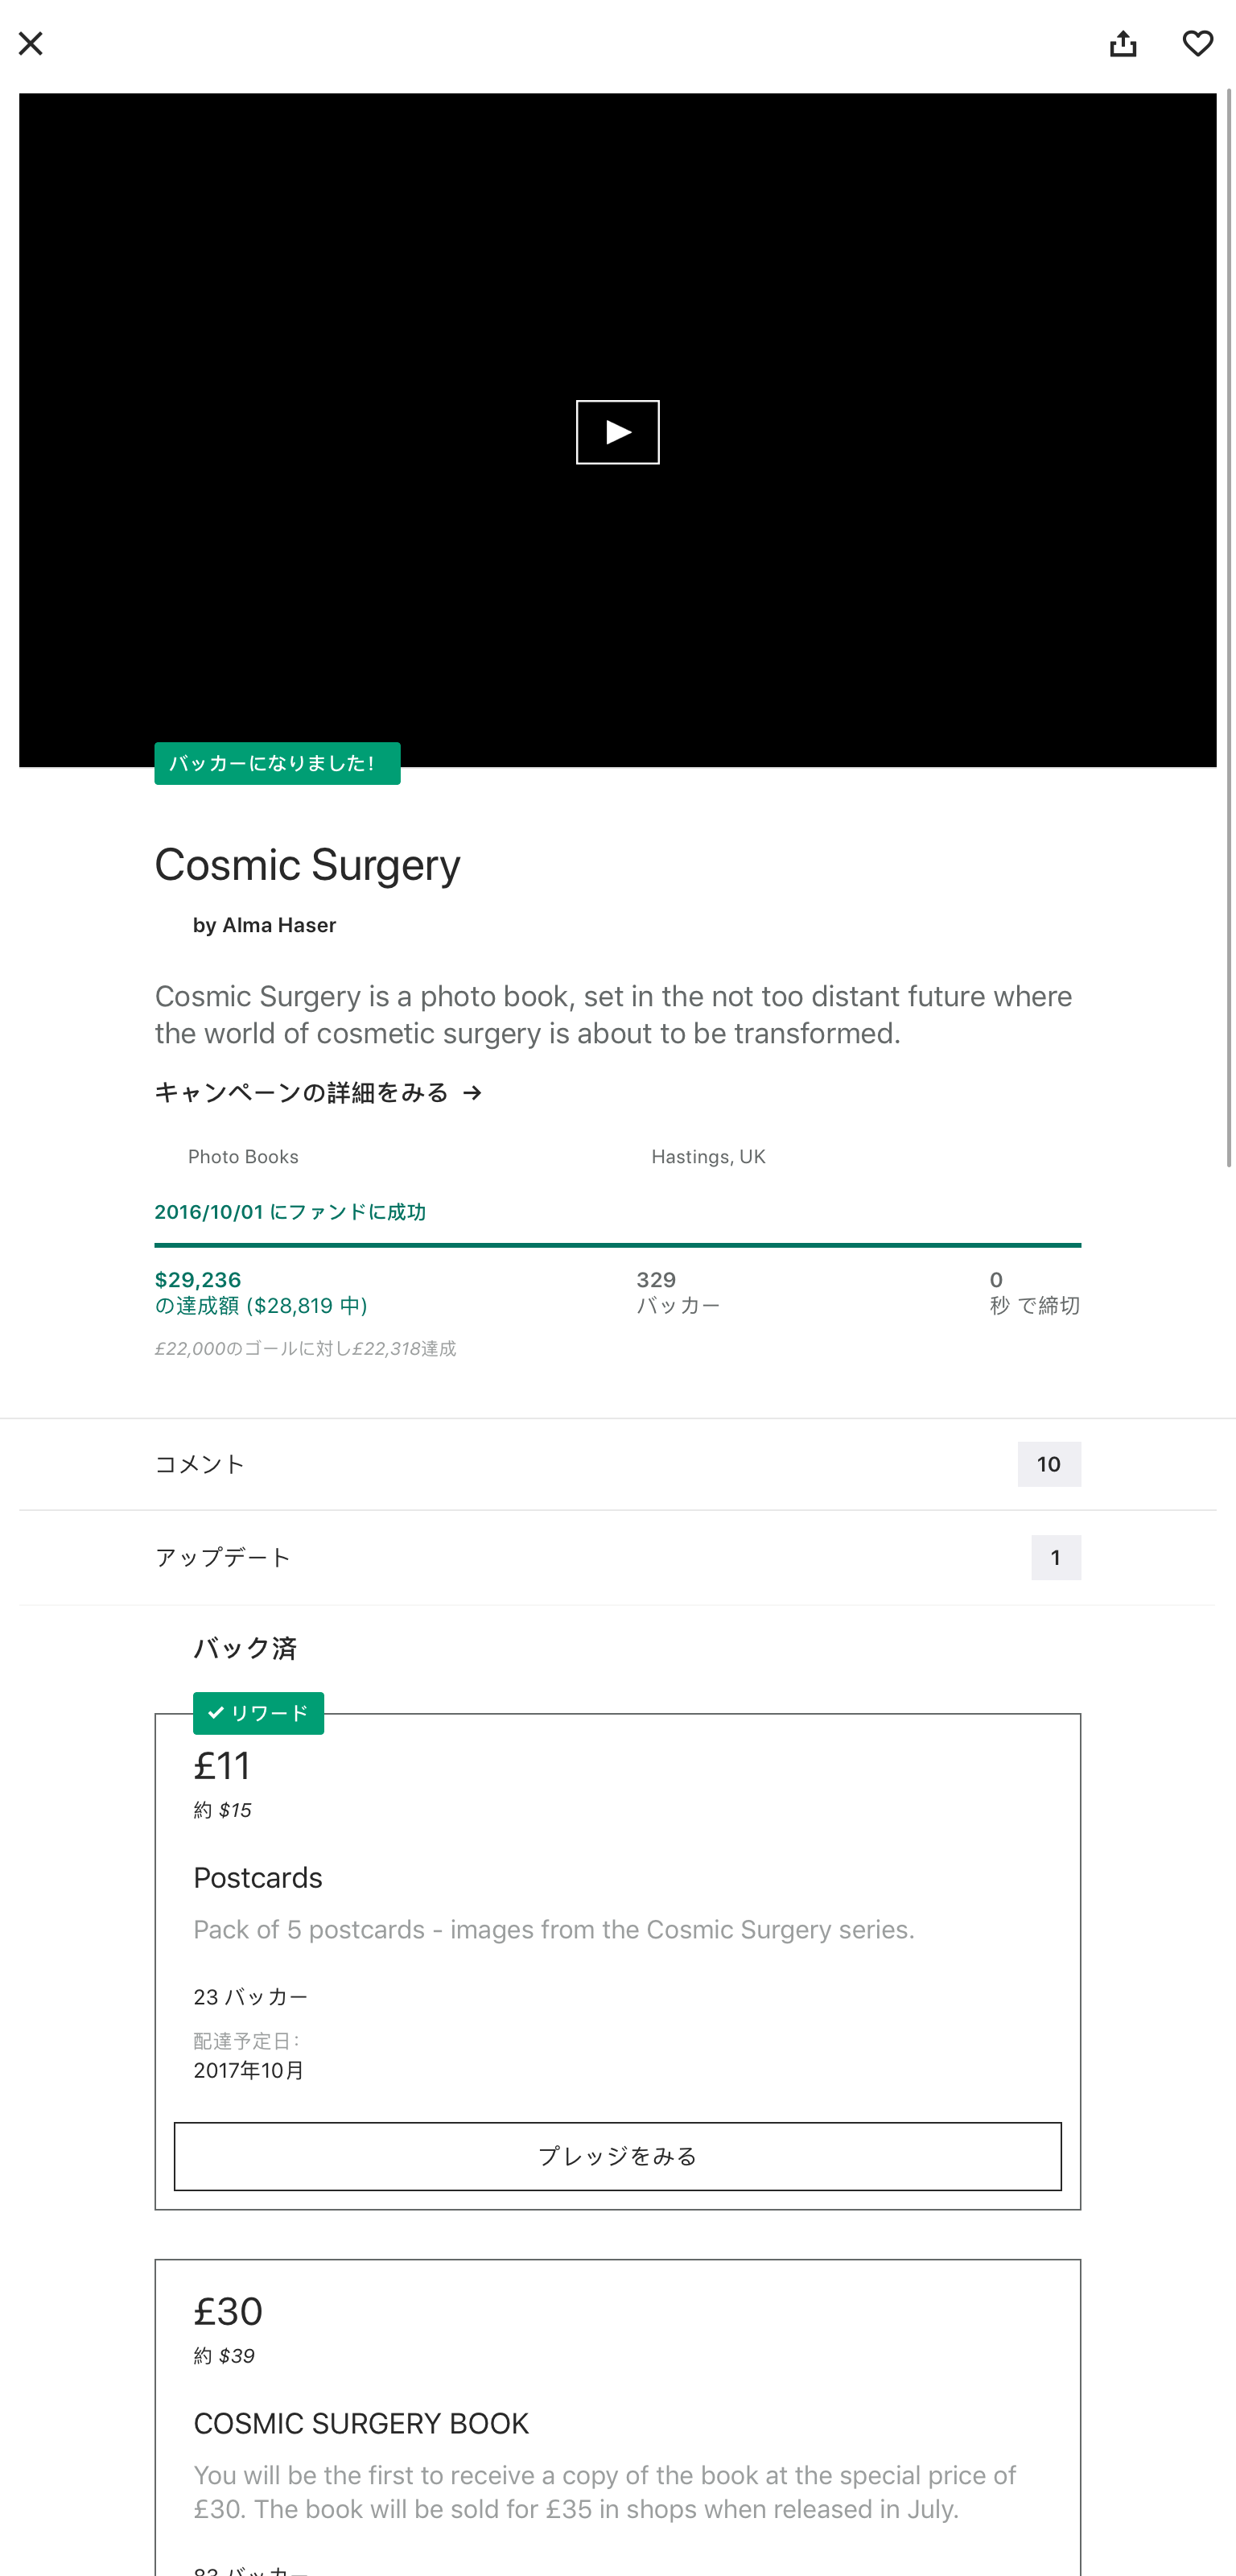 バッカーになりました!
Cosmic Surgery
by Alma Haser
Cosmic Surgery is a photo book, set in the not too distant future where
the world of cosmetic surgery is about to be transformed.
キャンペーンの詳細をみる →
Photo Books
Hastings, UK
2016/10/01 にファンドに成功
$29,236
の達成額 ($28,819 中)
329
バッカー
0
秒 で締切
£22,000のゴールに対し£22,318達成
コメント
10
アップデート
1
バック済
✓ リワード
£11
約 $15
Postcards
Pack of 5 postcards - images from the Cosmic Surgery series.
23 バッカー
配達予定日:
2017年10月
プレッジをみる
£30
約 $39
COSMIC SURGERY BOOK
You will be the first to receive a copy of the book at the special price of
£30. The book will be sold for £35 in shops when released in July.
83 バッカー